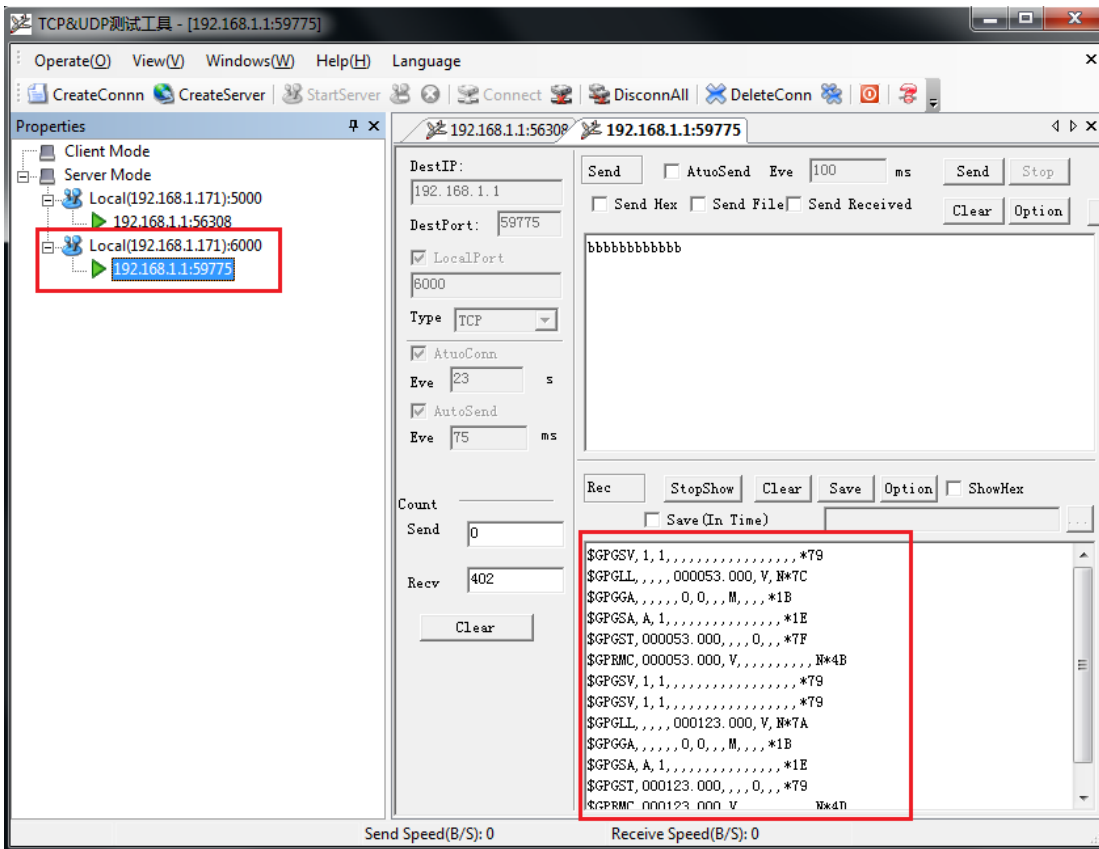 TCP&UDP测试工具 - [192.168.1.1:59775]
Operate(O) View(V) Windows(W) Help(H) Language
CreateConnn CreateServer StartServer Connect DisconnAll DeleteConn
Properties
Client Mode
Server Mode
Local(192.168.1.171):5000
192.168.1.1:56308
Local(192.168.1.171):6000
192.168.1.1:59775
192.168.1.1:56308 192.168.1.1:59775
DestIP:
192.168.1.1
DestPort: 59775
LocalPort
6000
Type TCP
AtuoConn
Eve 23 s
AutoSend
Eve 75 ms
Count
Send 0
Recv 402
Clear
Send AtuoSend Eve 100 ms Send Stop
Send Hex Send File Send Received Clear Option
bbbbbbbbbbbb
Rec StopShow Clear Save Option ShowHex
Save(In Time) ...
$GPGSV,1,1,,,,,,,,,,,,,,,,,*79
$GPGLL,,,,,000053.000,V,N*7C
$GPGGA,,,,,,0,0,,,M,,,,*1B
$GPGSA,A,1,,,,,,,,,,,,,,,*1E
$GPGST,000053.000,,,,0,,,*7F
$GPRMC,000053.000,V,,,,,,,,,,N*4B
$GPGSV,1,1,,,,,,,,,,,,,,,,,*79
$GPGSV,1,1,,,,,,,,,,,,,,,,,*79
$GPGLL,,,,,000123.000,V,N*7A
$GPGGA,,,,,,0,0,,,M,,,,*1B
$GPGSA,A,1,,,,,,,,,,,,,,,*1E
$GPGST,000123.000,,,,0,,,*79
$GPRMC,000123.000,V,,,,,,,,,,N*4D
Send Speed(B/S): 0 Receive Speed(B/S): 0